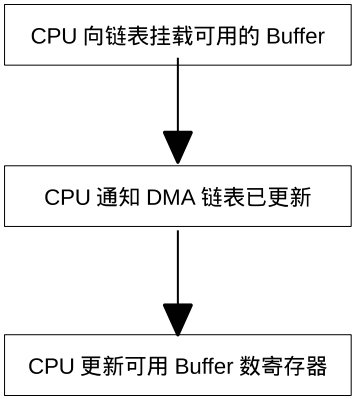 CPU 向链表挂载可用的 Buffer
CPU 通知 DMA 链表已更新
CPU 更新可用 Buffer 数寄存器